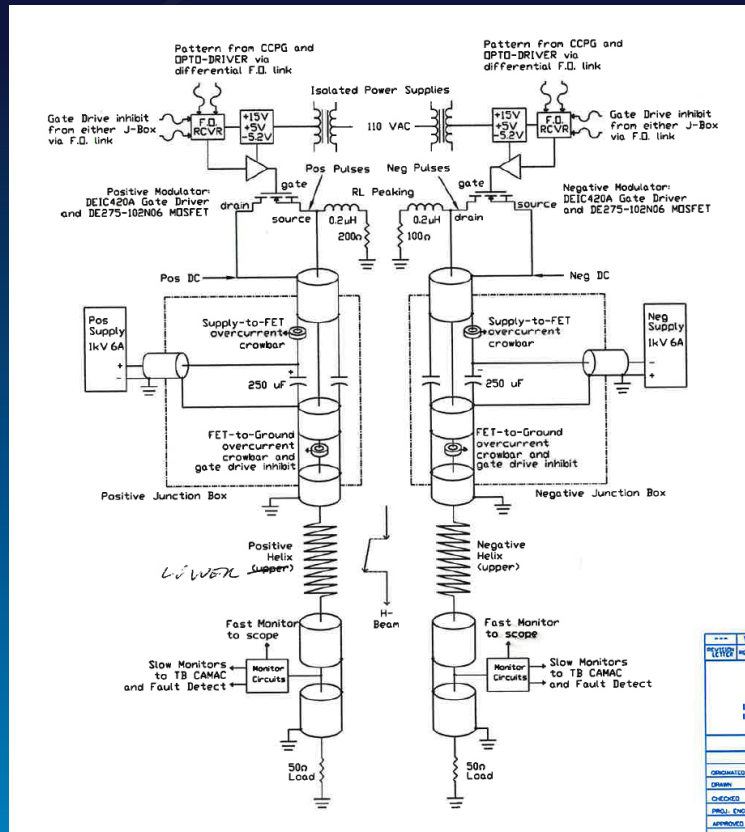 Pattern from CCPG and
OPTO-DRIVER via
differential F.O. link
Pattern from CCPG and
OPTO-DRIVER via
differential F.O. link
Isolated Power Supplies
Gate Drive inhibit
from either J-Box
via F.O. link
F.O.
RCVR
+15V
+5V
-5.2V
110 VAC
+15V
+5V
-5.2V
F.O.
RCVR
Gate Drive inhibit
from either J-Box
via F.O. link
Pos Pulses
Neg Pulses
Positive Modulator:
DEIC420A Gate Driver
and DE275-102N06 MOSFET
gate
drain
source
RL Peaking
0.2uH
200Ω
0.2uH
100Ω
gate
drain
source
Negative Modulator:
DEIC420A Gate Driver
and DE275-102N06 MOSFET
Pos DC
Neg DC
Pos
Supply
1kV 6A
+
-
Supply-to-FET
overcurrent
crowbar
+
250 uF
Supply-to-FET
overcurrent
crowbar
-
250 uF
Neg
Supply
1kV 6A
-
+
FET-to-Ground
overcurrent
crowbar and
gate drive inhibit
FET-to-Ground
overcurrent
crowbar and
gate drive inhibit
Positive Junction Box
Negative Junction Box
Positive
Helix
(upper)
LOWER
Negative
Helix
(upper)
H-
Beam
Fast Monitor
to scope
Slow Monitors
to TB CAMAC
and Fault Detect
Monitor
Circuits
Fast Monitor
to scope
Monitor
Circuits
Slow Monitors
to TB CAMAC
and Fault Detect
50Ω
Load
50Ω
Load
REVISION
LETTER
ORIGINATED
DRAWN
CHECKED
PROJ. ENG
APPROVED